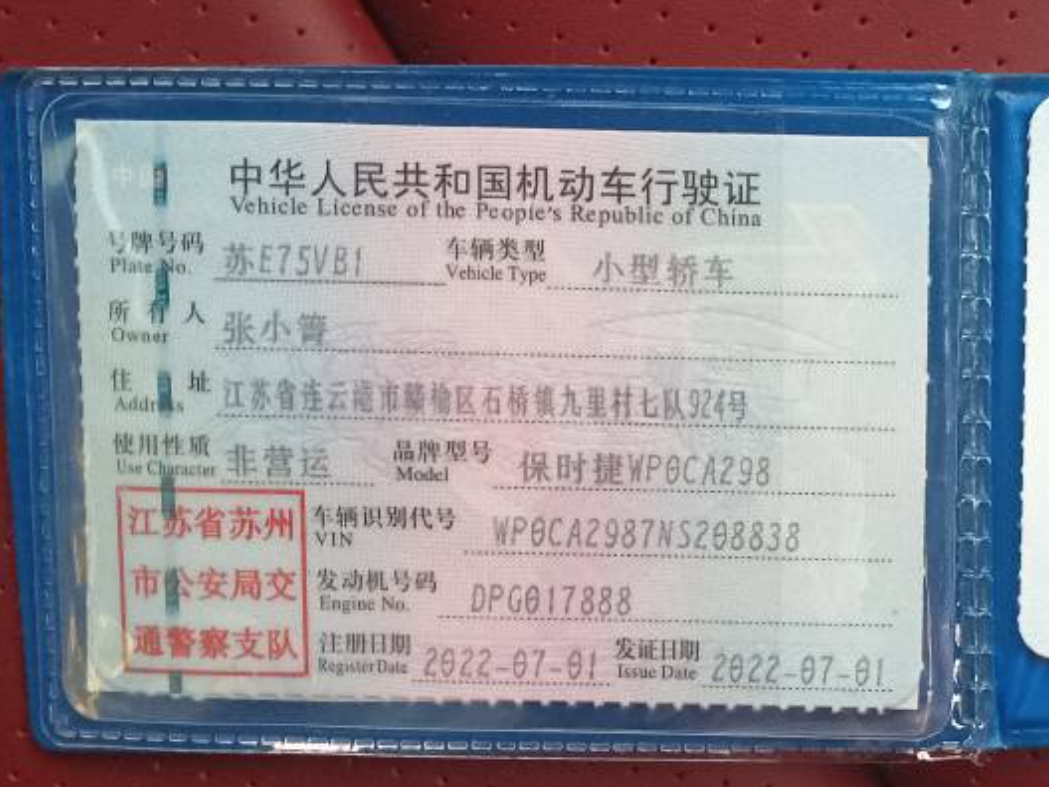 中华人民共和国机动车行驶证
Vehicle License of the People's Republic of China
号牌号码 苏E75VB1 车辆类型 小型轿车
Plate No. Vehicle Type
所有人 张小箐
Owner
住址 江苏省连云港市赣榆区石桥镇九里村七队924号
Address
使用性质 非营运 品牌型号 保时捷WP0CA298
Use Character Model
江苏省苏州
市公安局交
通警察支队
车辆识别代号 WP0CA2987NS208838
VIN
发动机号码 DPG017888
Engine No.
注册日期 2022-07-01 发证日期 2022-07-01
Register Date Issue Date